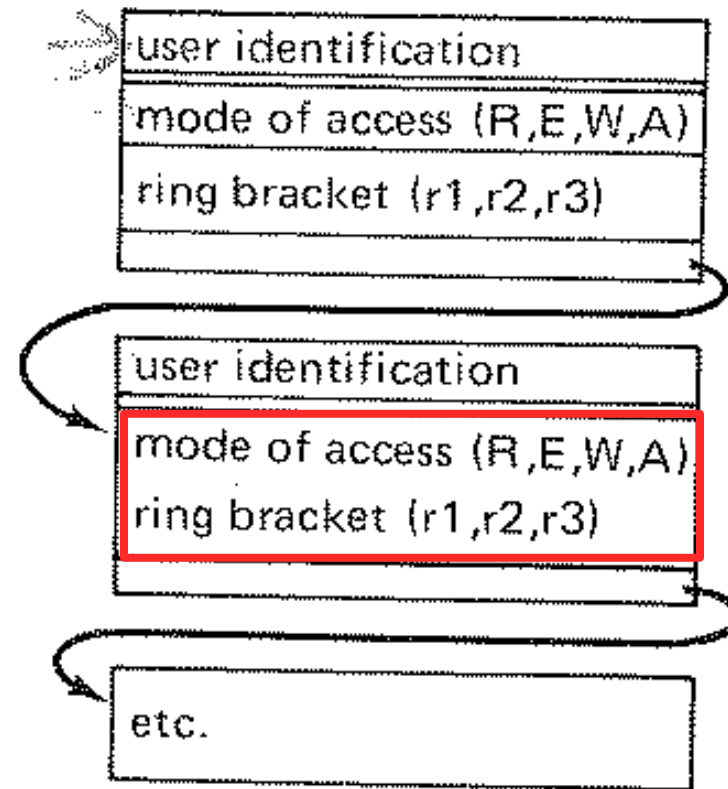 user identification
mode of access (R,E,W,A)
ring bracket (r1,r2,r3)
user identification
mode of access (R,E,W,A)
ring bracket (r1,r2,r3)
etc.